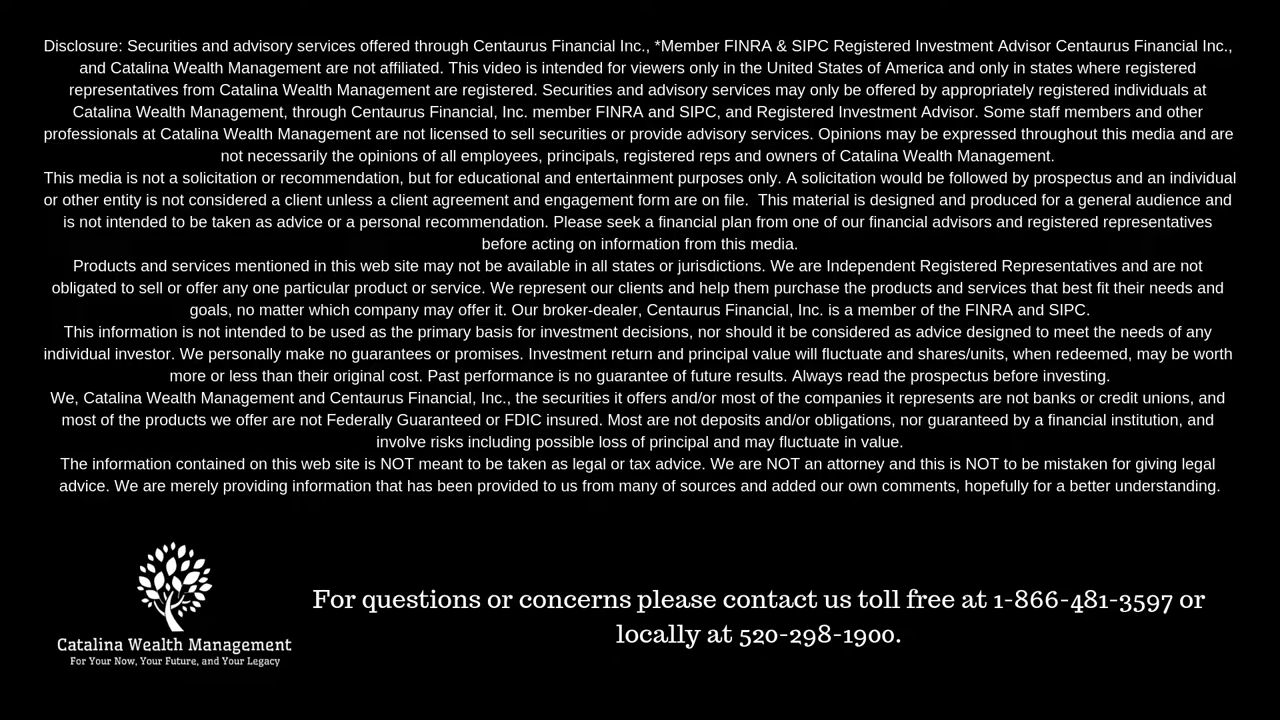 Disclosure: Securities and advisory services offered through Centaurus Financial Inc., *Member FINRA & SIPC Registered Investment Advisor Centaurus Financial Inc.,
and Catalina Wealth Management are not affiliated. This video is intended for viewers only in the United States of America and only in states where registered
representatives from Catalina Wealth Management are registered. Securities and advisory services may only be offered by appropriately registered individuals at
Catalina Wealth Management, through Centaurus Financial, Inc. member FINRA and SIPC, and Registered Investment Advisor. Some staff members and other
professionals at Catalina Wealth Management are not licensed to sell securities or provide advisory services. Opinions may be expressed throughout this media and are
not necessarily the opinions of all employees, principals, registered reps and owners of Catalina Wealth Management.
This media is not a solicitation or recommendation, but for educational and entertainment purposes only. A solicitation would be followed by prospectus and an individual
or other entity is not considered a client unless a client agreement and engagement form are on file.  This material is designed and produced for a general audience and
is not intended to be taken as advice or a personal recommendation. Please seek a financial plan from one of our financial advisors and registered representatives
before acting on information from this media.
Products and services mentioned in this web site may not be available in all states or jurisdictions. We are Independent Registered Representatives and are not
obligated to sell or offer any one particular product or service. We represent our clients and help them purchase the products and services that best fit their needs and
goals, no matter which company may offer it. Our broker-dealer, Centaurus Financial, Inc. is a member of the FINRA and SIPC.
This information is not intended to be used as the primary basis for investment decisions, nor should it be considered as advice designed to meet the needs of any
individual investor. We personally make no guarantees or promises. Investment return and principal value will fluctuate and shares/units, when redeemed, may be worth
more or less than their original cost. Past performance is no guarantee of future results. Always read the prospectus before investing.
We, Catalina Wealth Management and Centaurus Financial, Inc., the securities it offers and/or most of the companies it represents are not banks or credit unions, and
most of the products we offer are not Federally Guaranteed or FDIC insured. Most are not deposits and/or obligations, nor guaranteed by a financial institution, and
involve risks including possible loss of principal and may fluctuate in value.
The information contained on this web site is NOT meant to be taken as legal or tax advice. We are NOT an attorney and this is NOT to be mistaken for giving legal
advice. We are merely providing information that has been provided to us from many of sources and added our own comments, hopefully for a better understanding.
For questions or concerns please contact us toll free at 1-866-481-3597 or
locally at 520-298-1900.
Catalina Wealth Management
For Your Now, Your Future, and Your Legacy